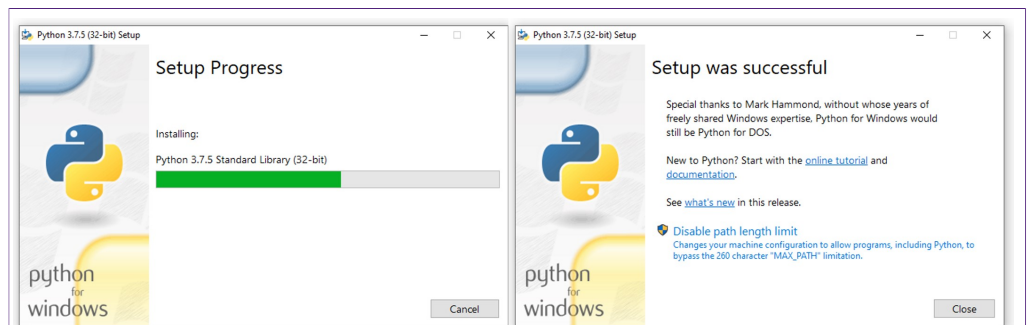 Python 3.7.5 (32-bit) Setup
Setup Progress
Installing:
Python 3.7.5 Standard Library (32-bit)
python
for
windows
Cancel
Python 3.7.5 (32-bit) Setup
Setup was successful
Special thanks to Mark Hammond, without whose years of
freely shared Windows expertise, Python for Windows would
still be Python for DOS.
New to Python? Start with the online tutorial and
documentation.
See what's new in this release.
Disable path length limit
Changes your machine configuration to allow programs, including Python, to
bypass the 260 character "MAX_PATH" limitation.
python
for
windows
Close